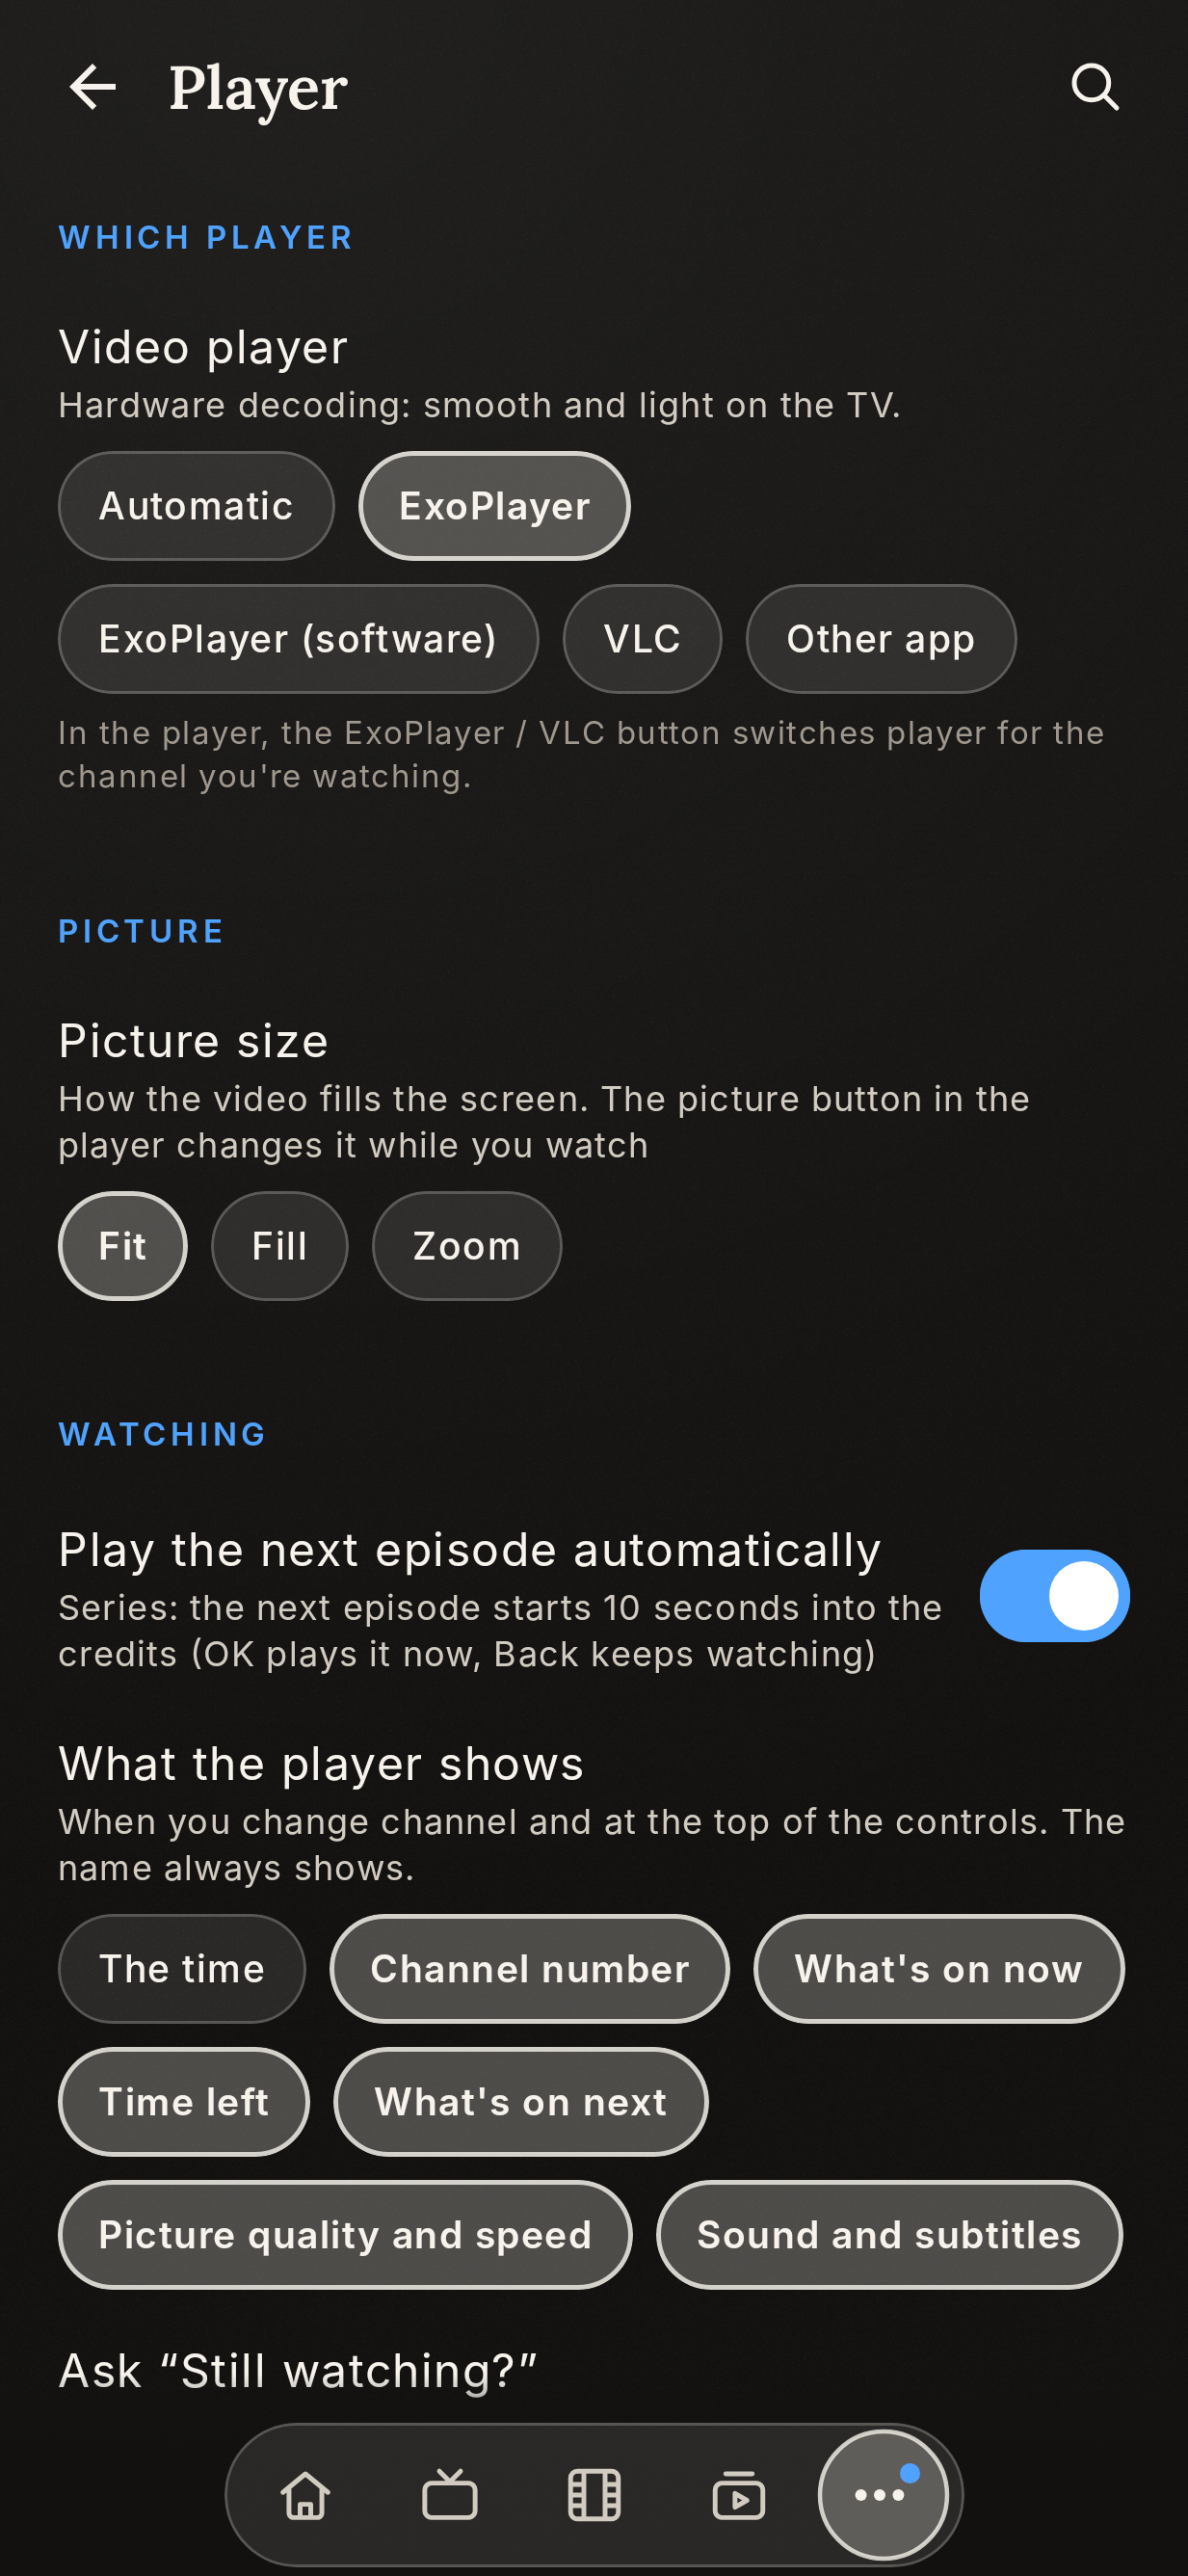 Player
WHICH PLAYER
Video player
Hardware decoding: smooth and light on the TV.
Automatic
ExoPlayer
ExoPlayer (software)
VLC
Other app
In the player, the ExoPlayer / VLC button switches player for the
channel you're watching.
PICTURE
Picture size
How the video fills the screen. The picture button in the
player changes it while you watch
Fit
Fill
Zoom
WATCHING
Play the next episode automatically
Series: the next episode starts 10 seconds into the
credits (OK plays it now, Back keeps watching)
What the player shows
When you change channel and at the top of the controls. The
name always shows.
The time
Channel number
What's on now
Time left
What's on next
Picture quality and speed
Sound and subtitles
Ask “Still watching?”